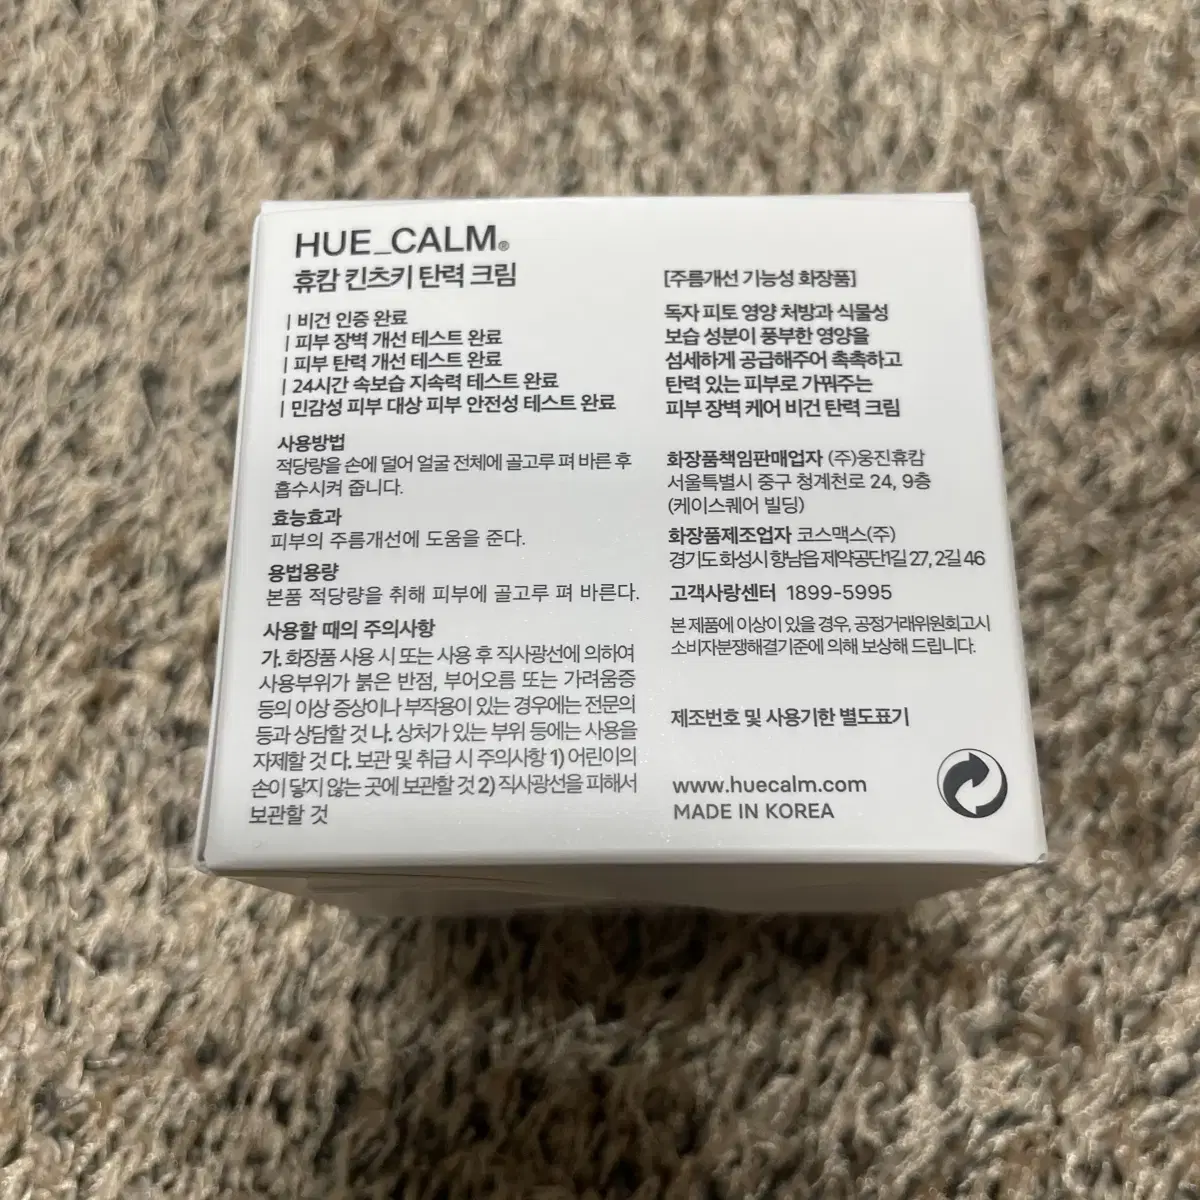 HUE_CALM®
휴캄 킨츠키 탄력 크림
| 비건 인증 완료
| 피부 장벽 개선 테스트 완료
| 피부 탄력 개선 테스트 완료
| 24시간 속보습 지속력 테스트 완료
| 민감성 피부 대상 피부 안전성 테스트 완료
사용방법
적당량을 손에 덜어 얼굴 전체에 골고루 펴 바른 후
흡수시켜 줍니다.
효능효과
피부의 주름개선에 도움을 준다.
용법용량
본품 적당량을 취해 피부에 골고루 펴 바른다.
사용할 때의 주의사항
가. 화장품 사용 시 또는 사용 후 직사광선에 의하여
사용부위가 붉은 반점, 부어오름 또는 가려움증
등의 이상 증상이나 부작용이 있는 경우에는 전문의
등과 상담할 것 나. 상처가 있는 부위 등에는 사용을
자제할 것 다. 보관 및 취급 시 주의사항 1) 어린이의
손이 닿지 않는 곳에 보관할 것 2) 직사광선을 피해서
보관할 것
[주름개선 기능성 화장품]
독자 피토 영양 처방과 식물성
보습 성분이 풍부한 영양을
섬세하게 공급해주어 촉촉하고
탄력 있는 피부로 가꿔주는
피부 장벽 케어 비건 탄력 크림
화장품책임판매업자 (주)웅진휴캄
서울특별시 중구 청계천로 24, 9층
(케이스퀘어 빌딩)
화장품제조업자 코스맥스(주)
경기도 화성시 향남읍 제약공단1길 27, 2길 46
고객사랑센터 1899-5995
본 제품에 이상이 있을 경우, 공정거래위원회고시
소비자분쟁해결기준에 의해 보상해 드립니다.
제조번호 및 사용기한 별도표기
www.huecalm.com
MADE IN KOREA